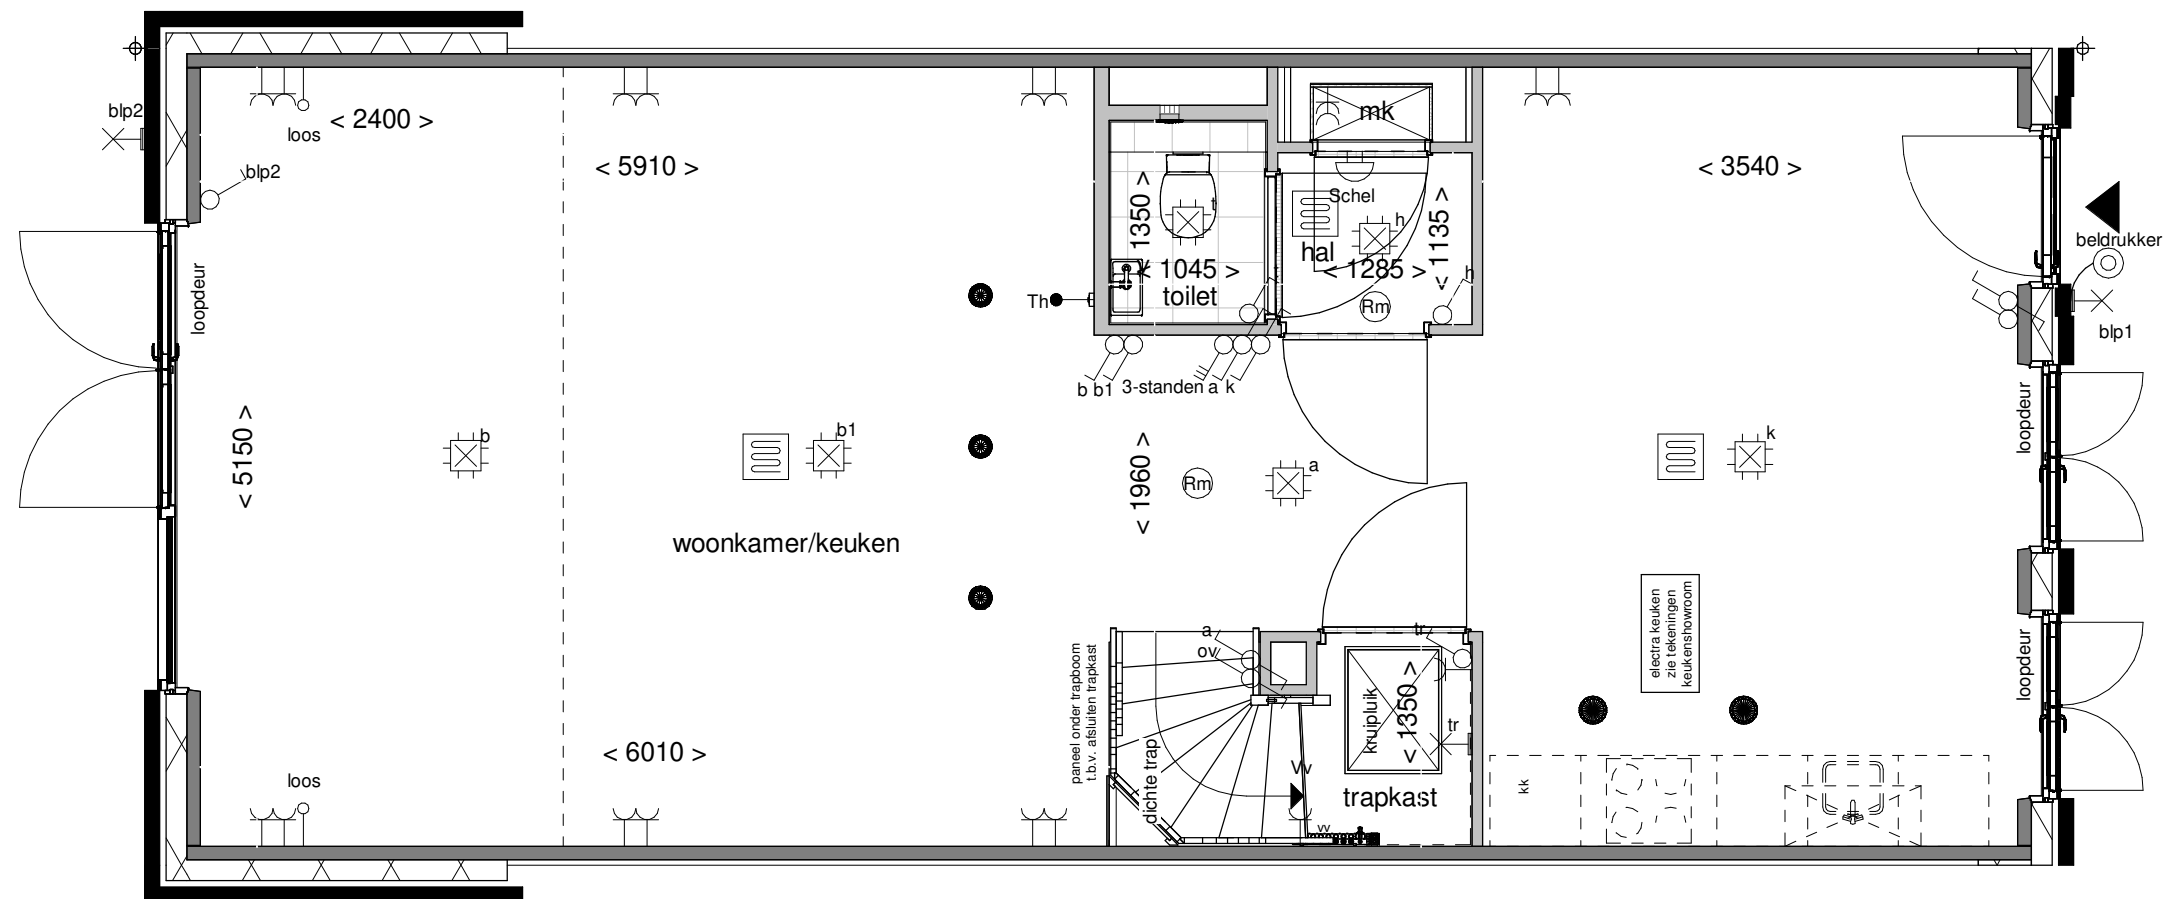 blp2
loos
< 2400 >
blp2
< 5910 >
mk
< 3540 >
Schel
t
h
hal
< 1350 >
< 1135 >
< 1045 >
toilet
< 1285 >
t
h
Rm
beldrukker
blp1
Th
loopdeur
b b1 3-standen a k
loopdeur
< 5150 >
b
b1
< 1960 >
Rm
a
k
woonkamer/keuken
electra keuken
zie tekeningen
keukenshowroom
a
ov
tr
loopdeur
paneel onder trapboom
t.b.v. afsluiten trapkast
kruipluik
< 1350 >
tr
< 6010 >
dichte trap
Vv
loos
trapkast
kk
vv